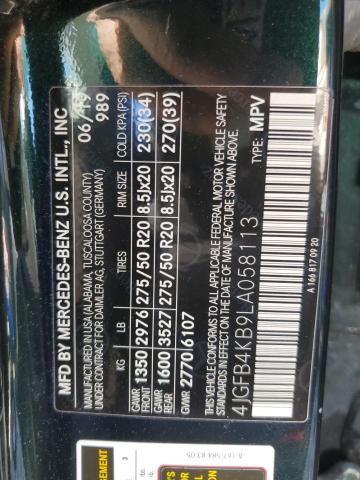 MFD BY MERCEDES-BENZ U.S. INTL., INC
MANUFACTURED IN USA (ALABAMA, TUSCALOOSA COUNTY) 06/19
UNDER CONTRACT FOR DAIMLER AG, STUTTGART (GERMANY) 989
KG LB TIRES RIM SIZE COLD KPA(PSI)
GAWR FRONT 1350 2976 275/50 R20 8.5Jx20 230(34)
GAWR REAR 1600 3527 275/50 R20 8.5Jx20 270(39)
GVWR 2770/6107
THIS VEHICLE CONFORMS TO ALL APPLICABLE FEDERAL MOTOR VEHICLE SAFETY
STANDARDS IN EFFECT ON THE DATE OF MANUFACTURE SHOWN ABOVE.
4JGFB4KB9LA058113 TYPE: MPV
A 166 817 09 20
A 167 584 83 05